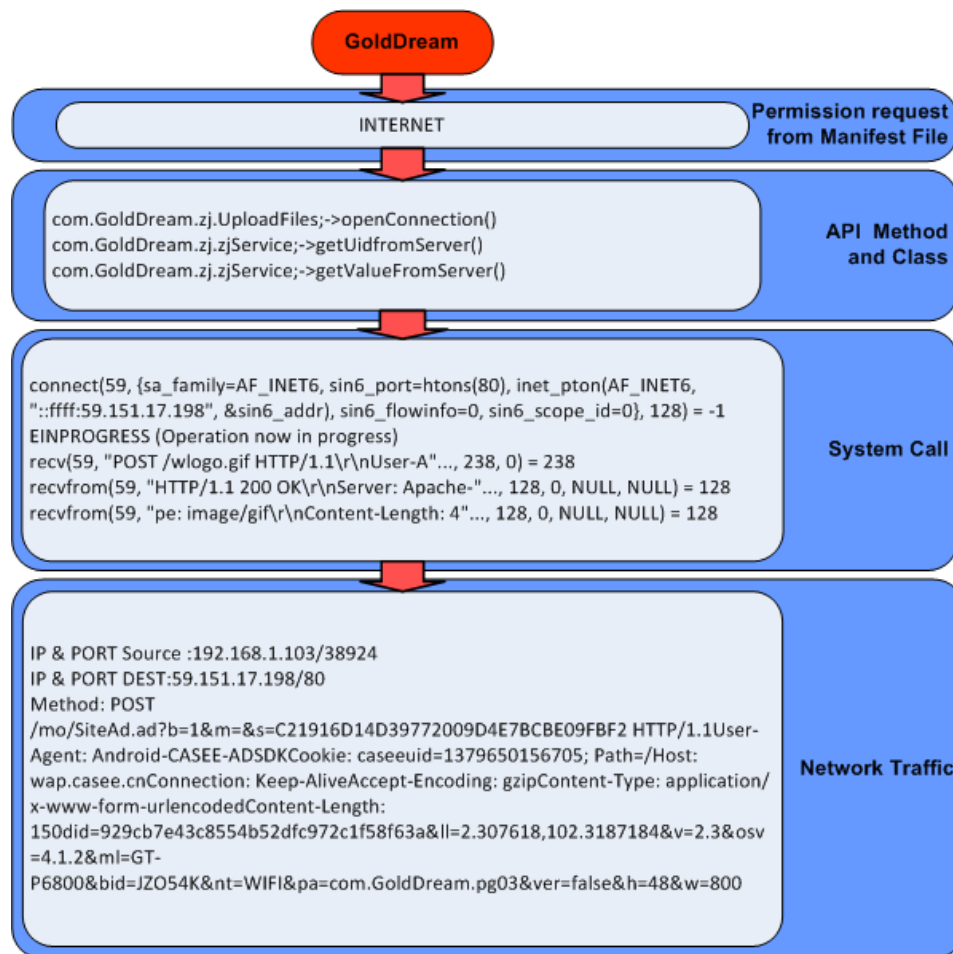 GoldDream
INTERNET
Permission request
from Manifest File
com.GoldDream.zj.UploadFiles;->openConnection()
com.GoldDream.zj.zjService;->getUidfromServer()
com.GoldDream.zj.zjService;->getValueFromServer()
API Method
and Class
connect(59, {sa_family=AF_INET6, sin6_port=htons(80), inet_pton(AF_INET6,
"::ffff:59.151.17.198", &sin6_addr), sin6_flowinfo=0, sin6_scope_id=0}, 128) = -1
EINPROGRESS (Operation now in progress)
recv(59, "POST /wlogo.gif HTTP/1.1\r\nUser-A"..., 238, 0) = 238
recvfrom(59, "HTTP/1.1 200 OK\r\nServer: Apache-"..., 128, 0, NULL, NULL) = 128
recvfrom(59, "pe: image/gif\r\nContent-Length: 4"..., 128, 0, NULL, NULL) = 128
System Call
IP & PORT Source :192.168.1.103/38924
IP & PORT DEST:59.151.17.198/80
Method: POST
/mo/SiteAd.ad?b=1&m=&s=C21916D14D39772009D4E7BCBE09FBF2 HTTP/1.1User-
Agent: Android-CASEE-ADSDKCookie: caseeuid=1379650156705; Path=/Host:
wap.casee.cnConnection: Keep-AliveAccept-Encoding: gzipContent-Type: application/
x-www-form-urlencodedContent-Length:
150did=929cb7e43c8554b52dfc972c1f58f63a&ll=2.307618,102.3187184&v=2.3&osv
=4.1.2&ml=GT-
P6800&bid=JZO54K&nt=WIFI&pa=com.GoldDream.pg03&ver=false&h=48&w=800
Network Traffic